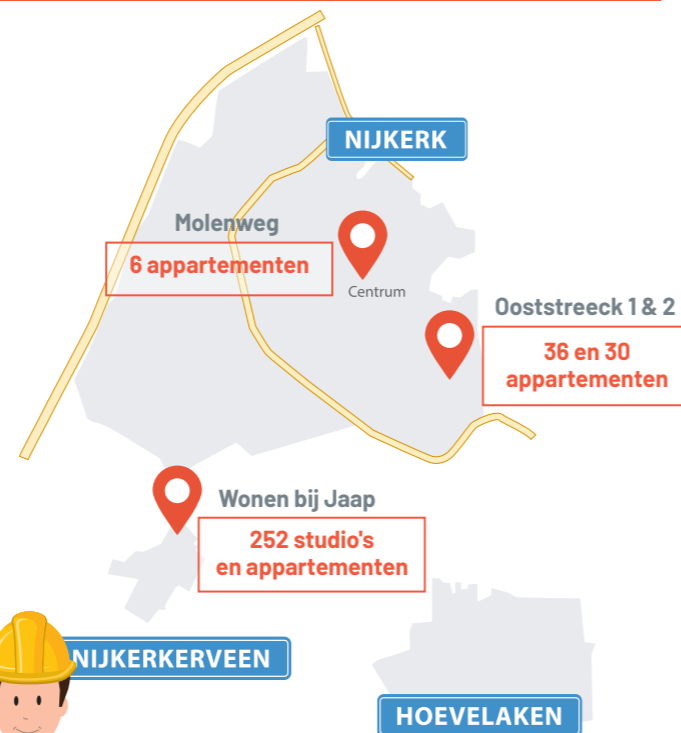 NIJKERK
Molenweg
6 appartementen
Centrum
Ooststreeck 1 & 2
36 en 30
appartementen
Wonen bij Jaap
252 studio's
en appartementen
NIJKERKERVEEN
HOEVELAKEN